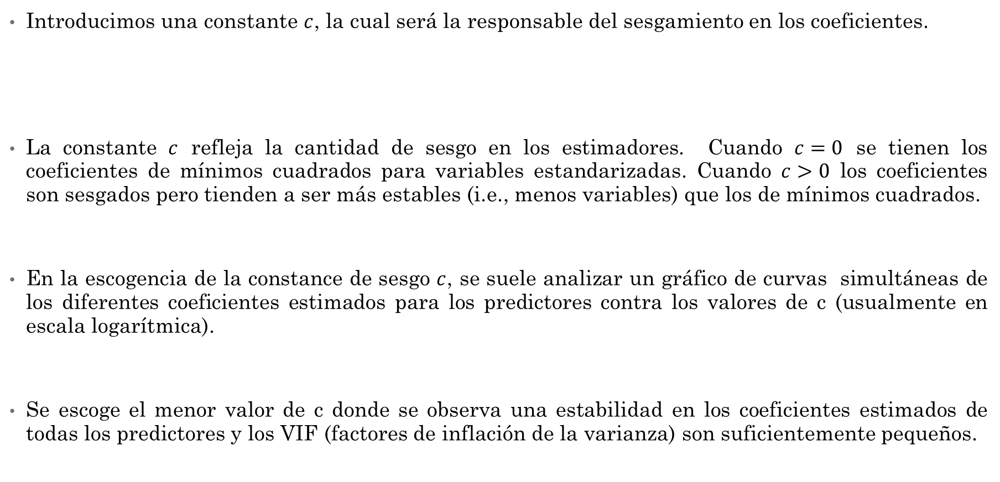 • Introducimos una constante c, la cual será la responsable del sesgamiento en los coeficientes.
• La constante c refleja la cantidad de sesgo en los estimadores. Cuando c = 0 se tienen los
coeficientes de mínimos cuadrados para variables estandarizadas. Cuando c > 0 los coeficientes
son sesgados pero tienden a ser más estables (i.e., menos variables) que los de mínimos cuadrados.
• En la escogencia de la constance de sesgo c, se suele analizar un gráfico de curvas simultáneas de
los diferentes coeficientes estimados para los predictores contra los valores de c (usualmente en
escala logarítmica).
• Se escoge el menor valor de c donde se observa una estabilidad en los coeficientes estimados de
todas los predictores y los VIF (factores de inflación de la varianza) son suficientemente pequeños.